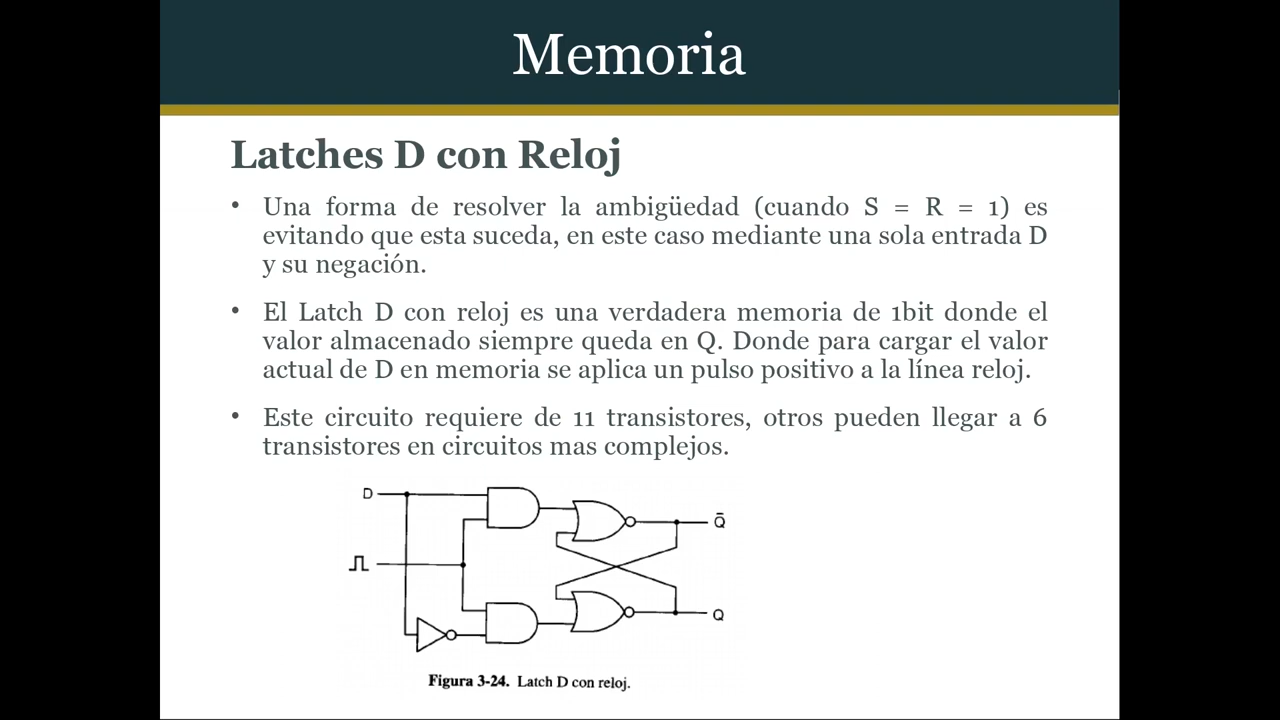 Memoria
Latches D con Reloj
• Una forma de resolver la ambigüedad (cuando S = R = 1) es
evitando que esta suceda, en este caso mediante una sola entrada D
y su negación.
• El Latch D con reloj es una verdadera memoria de 1bit donde el
valor almacenado siempre queda en Q. Donde para cargar el valor
actual de D en memoria se aplica un pulso positivo a la línea reloj.
• Este circuito requiere de 11 transistores, otros pueden llegar a 6
transistores en circuitos mas complejos.
D
Q̄
Q
Figura 3-24. Latch D con reloj.